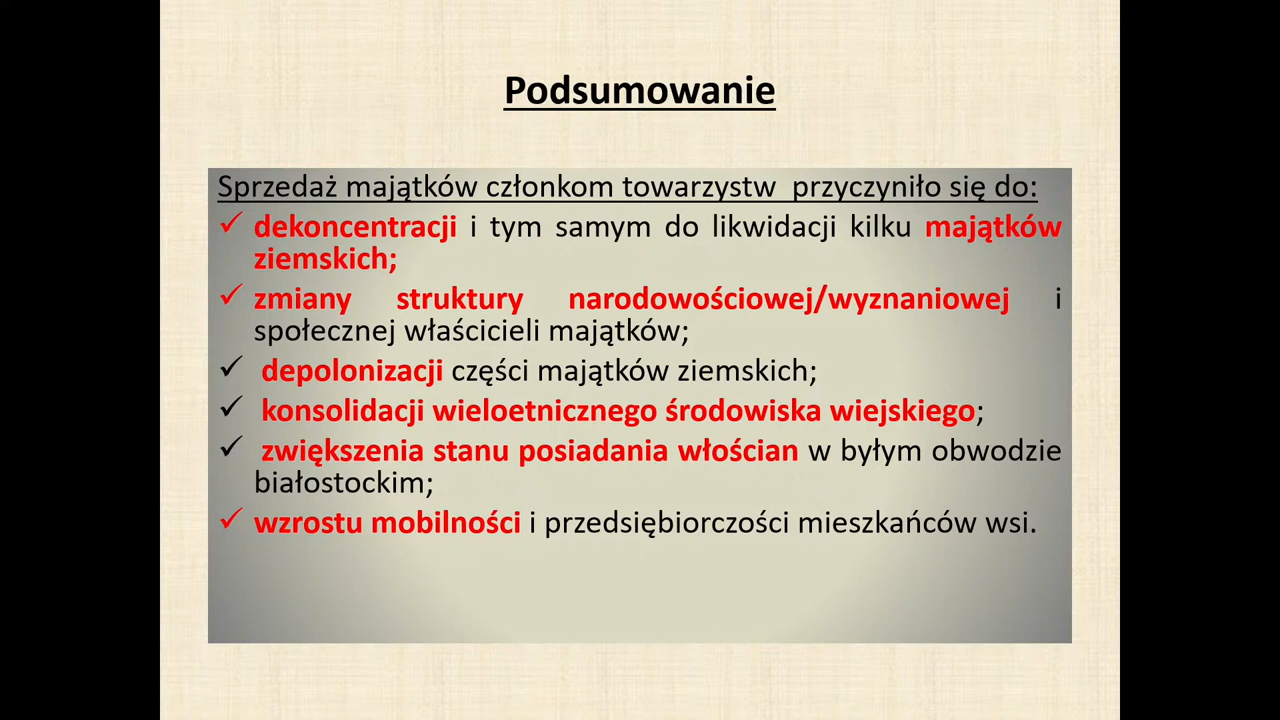 Podsumowanie
Sprzedaż majątków członkom towarzystw przyczyniło się do:
✓ dekoncentracji i tym samym do likwidacji kilku majątków
ziemskich;
✓ zmiany struktury narodowościowej/wyznaniowej i
społecznej właścicieli majątków;
✓ depolonizacji części majątków ziemskich;
✓ konsolidacji wieloetnicznego środowiska wiejskiego;
✓ zwiększenia stanu posiadania włościan w byłym obwodzie
białostockim;
✓ wzrostu mobilności i przedsiębiorczości mieszkańców wsi.